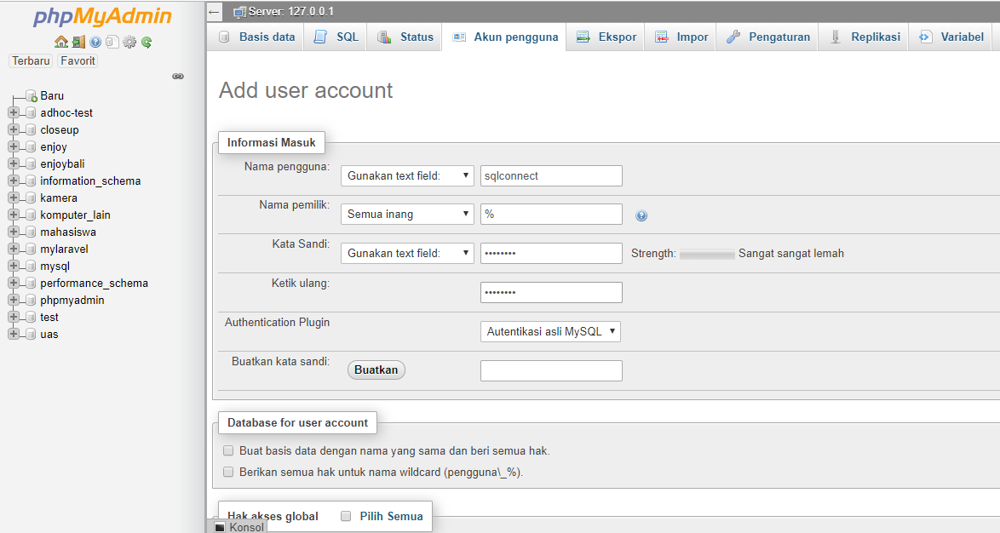 phpMyAdmin
Terbaru Favorit
Baru
adhoc-test
closeup
enjoy
enjoybali
information_schema
kamera
komputer_lain
mahasiswa
mylaravel
mysql
performance_schema
phpmyadmin
test
uas
Server: 127.0.0.1
Basis data SQL Status Akun pengguna Ekspor Impor Pengaturan Replikasi Variabel
Add user account
Informasi Masuk
Nama pengguna: Gunakan text field: sqlconnect
Nama pemilik: Semua inang %
Kata Sandi: Gunakan text field: •••••••• Strength: Sangat sangat lemah
Ketik ulang: ••••••••
Authentication Plugin Autentikasi asli MySQL
Buatkan kata sandi: Buatkan
Database for user account
Buat basis data dengan nama yang sama dan beri semua hak.
Berikan semua hak untuk nama wildcard (pengguna\_%).
Hak akses global Pilih Semua
Konsol